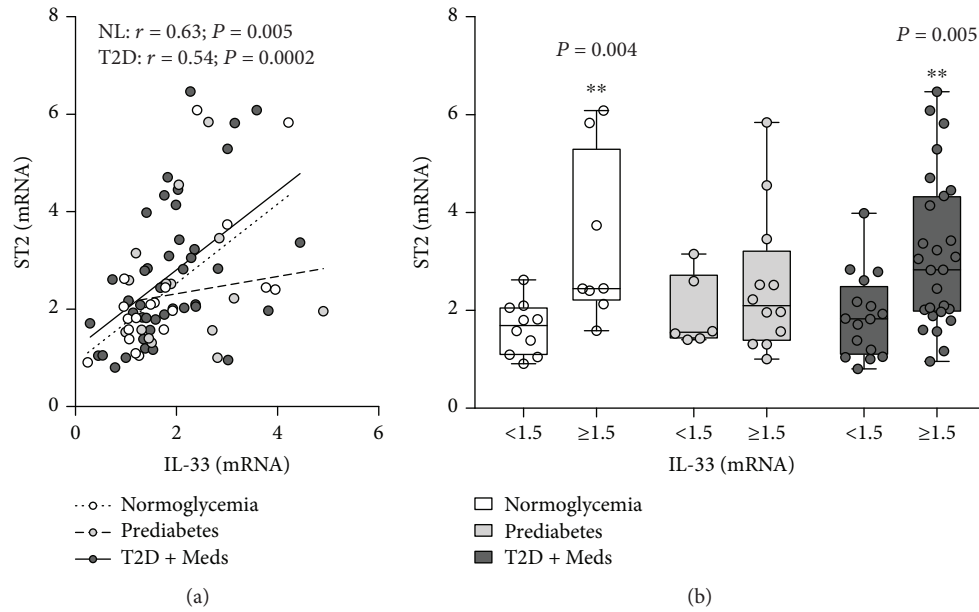 NL: r = 0.63; P = 0.005
T2D: r = 0.54; P = 0.0002
8
6
4
2
0
ST2 (mRNA)
0 2 4 6
IL-33 (mRNA)
Normoglycemia
Prediabetes
T2D + Meds
(a)
P = 0.004
**
P = 0.005
**
8
6
4
2
0
ST2 (mRNA)
<1.5 ≥1.5 <1.5 ≥1.5 <1.5 ≥1.5
IL-33 (mRNA)
Normoglycemia
Prediabetes
T2D + Meds
(b)